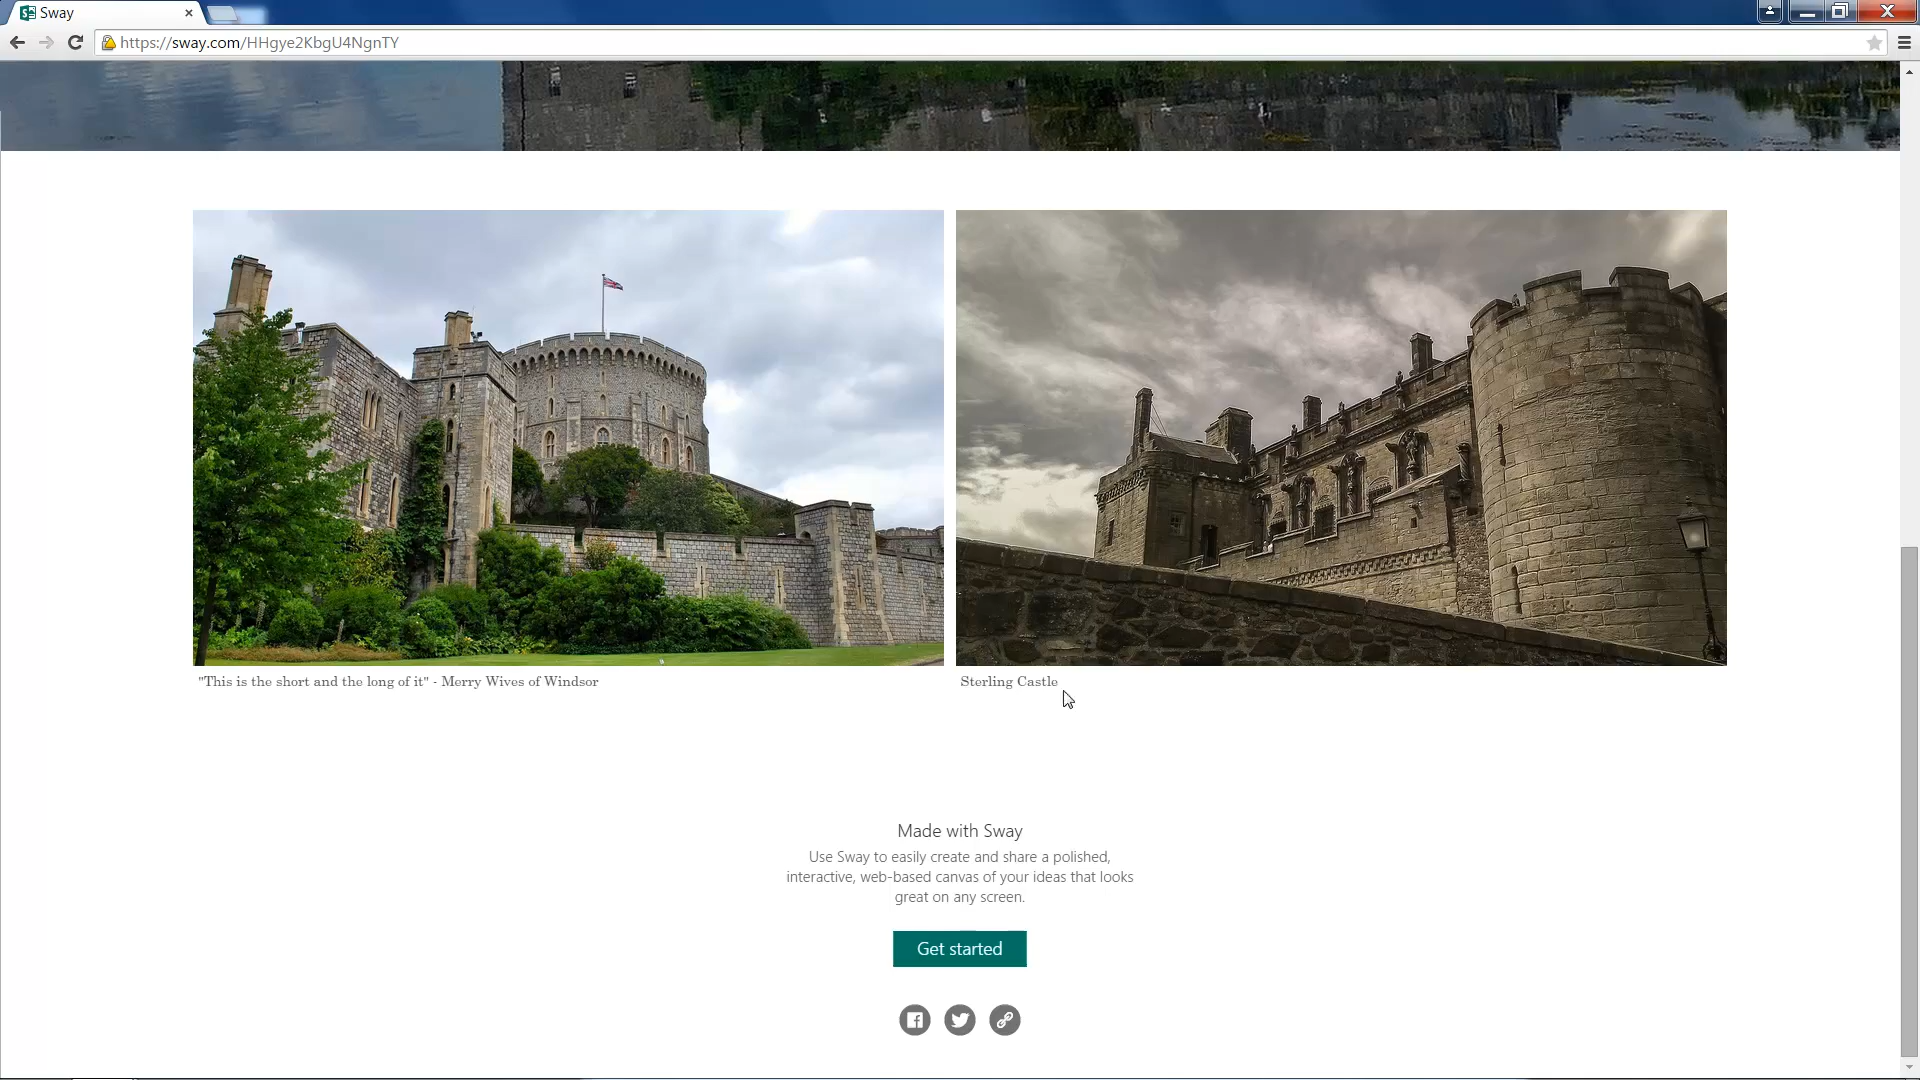 Sway
https://sway.com/HHgye2KbgU4NgnTY
"This is the short and the long of it" - Merry Wives of Windsor
Sterling Castle
Made with Sway
Use Sway to easily create and share a polished,
interactive, web-based canvas of your ideas that looks
great on any screen.
Get started